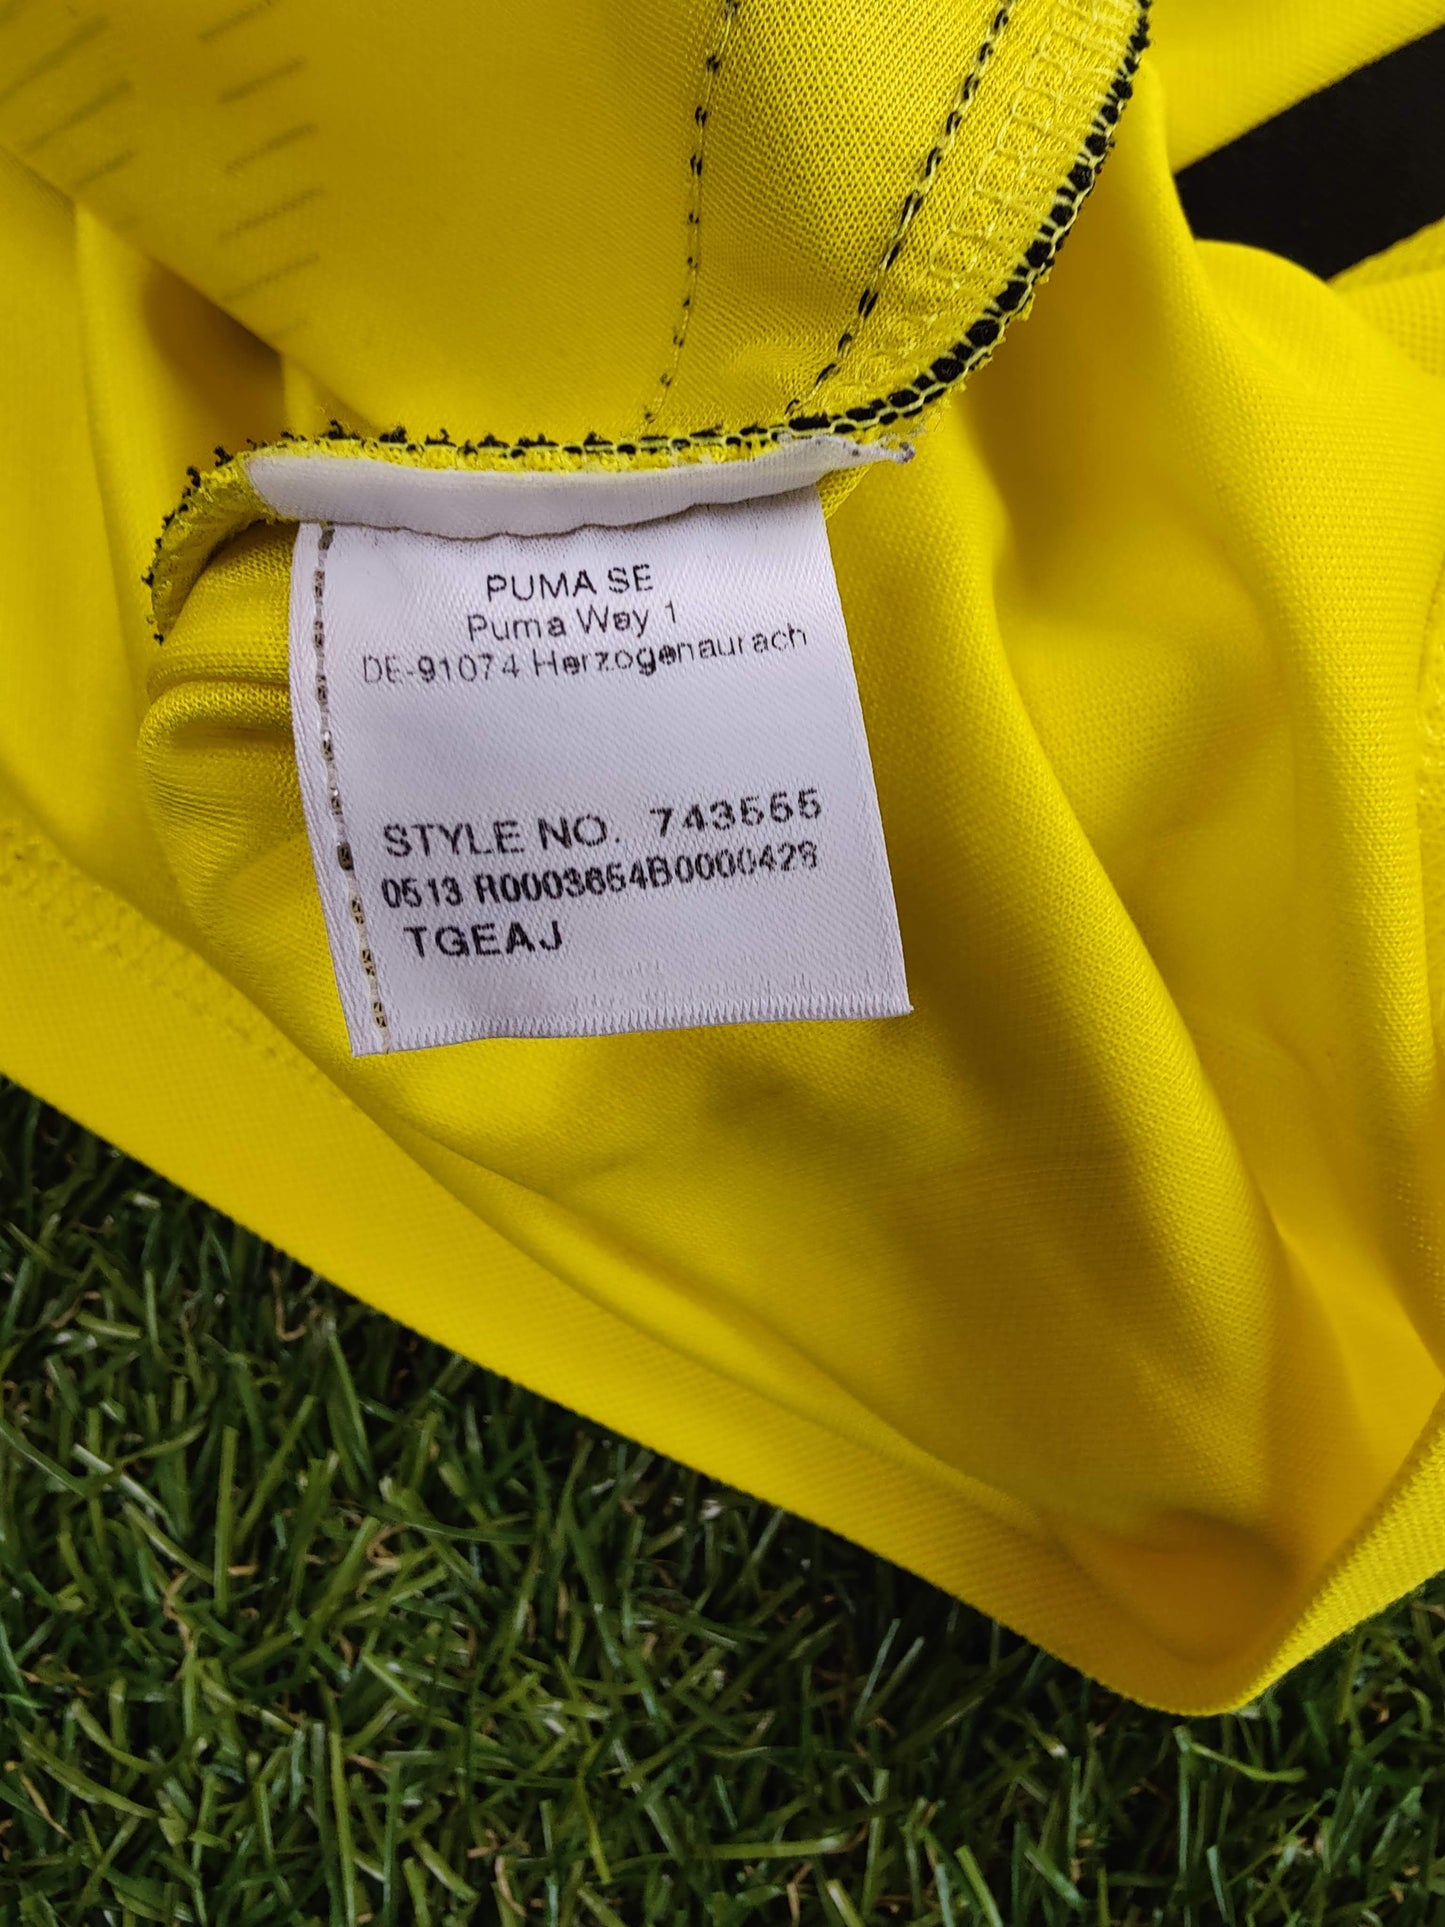 PUMA SE
Puma Way 1
DE-91074 Herzogenaurach
STYLE NO. 743555
0513 R0003654B0000428
TGEAJ